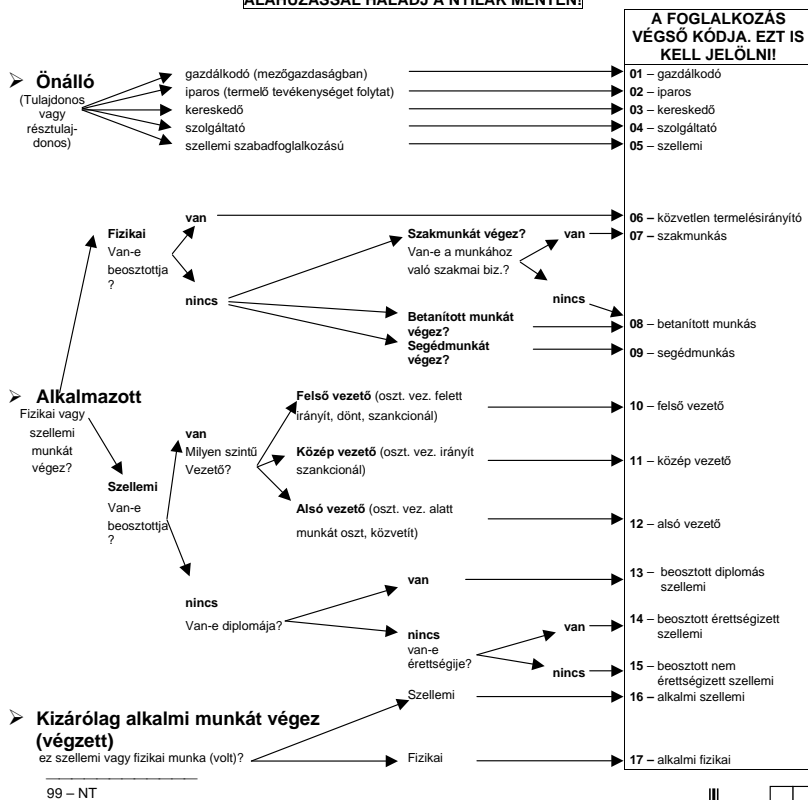 ALÁHÚZÁSSAL HALADJ A NYILAK MENTÉN!
A FOGLALKOZÁS
VÉGSŐ KÓDJA. EZT IS
KELL JELÖLNI!
➢ Önálló
(Tulajdonos
vagy
résztulaj-
donos)
gazdálkodó (mezőgazdaságban)
01 – gazdálkodó
iparos (termelő tevékenységet folytat)
02 – iparos
kereskedő
03 – kereskedő
szolgáltató
04 – szolgáltató
szellemi szabadfoglalkozású
05 – szellemi
van
06 – közvetlen termelésirányító
Fizikai
Van-e
beosztottja
?
Szakmunkát végez?
Van-e a munkához
való szakmai biz.?
van
07 – szakmunkás
nincs
nincs
Betanított munkát
végez?
08 – betanított munkás
Segédmunkát
végez?
09 – segédmunkás
➢ Alkalmazott
Fizikai vagy
szellemi
munkát
végez?
Felső vezető (oszt. vez. felett
irányít, dönt, szankcionál)
10 – felső vezető
van
Milyen szintű
Vezető?
Közép vezető (oszt. vez. irányít
szankcionál)
11 – közép vezető
Szellemi
Van-e
beosztottja
?
Alsó vezető (oszt. vez. alatt
munkát oszt, közvetít)
12 – alsó vezető
nincs
Van-e diplomája?
van
13 – beosztott diplomás
szellemi
nincs
van-e
érettségije?
van
14 – beosztott érettségizett
szellemi
nincs
15 – beosztott nem
érettségizett szellemi
Szellemi
16 – alkalmi szellemi
➢ Kizárólag alkalmi munkát végez
(végzett)
ez szellemi vagy fizikai munka (volt)?
Fizikai
17 – alkalmi fizikai
99 – NT